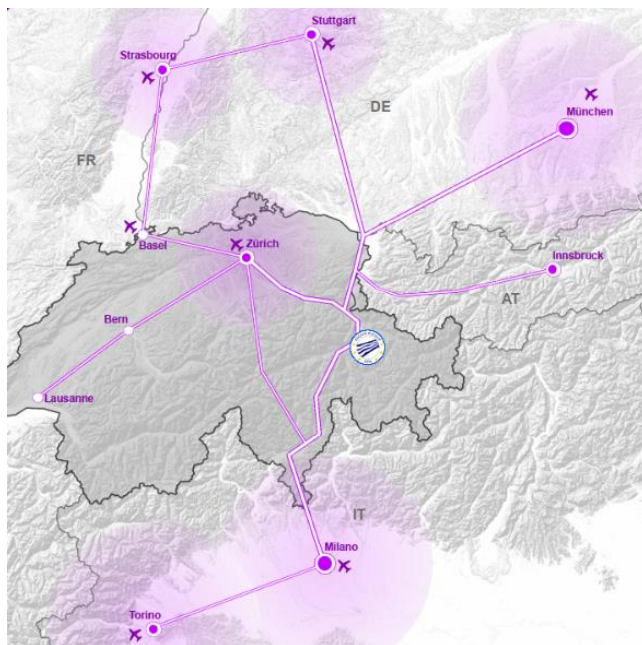 Stuttgart
Strasbourg
München
DE
FR
Basel
Zürich
Innsbruck
AT
Bern
Lausanne
IT
Milano
Torino